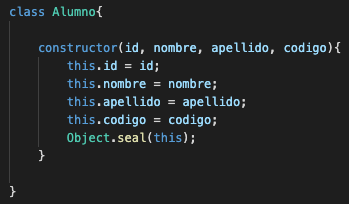 class Alumno{
constructor(id, nombre, apellido, codigo){
this.id = id;
this.nombre = nombre;
this.apellido = apellido;
this.codigo = codigo;
Object.seal(this);
}
}